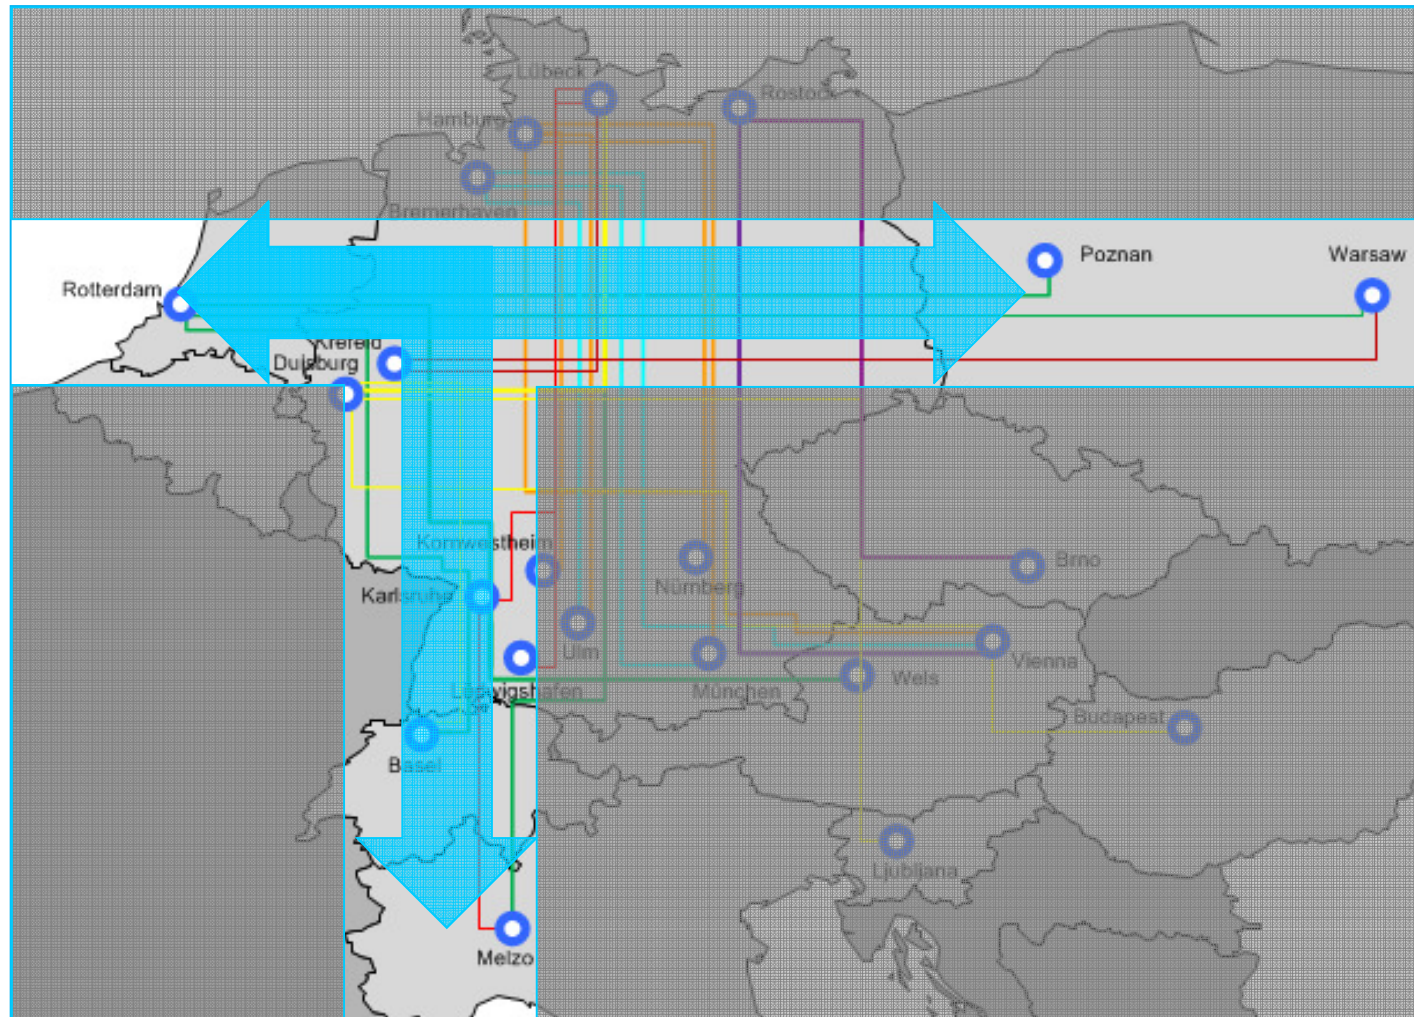 Lübeck
Rostock
Hamburg
Bremerhaven
Poznan
Warsaw
Rotterdam
Krefeld
Duisburg
Kornwestheim
Nürnberg
Brno
Karlsruhe
Ulm
Vienna
Ludwigshafen
München
Wels
Budapest
Basel
Ljubljana
Melzo